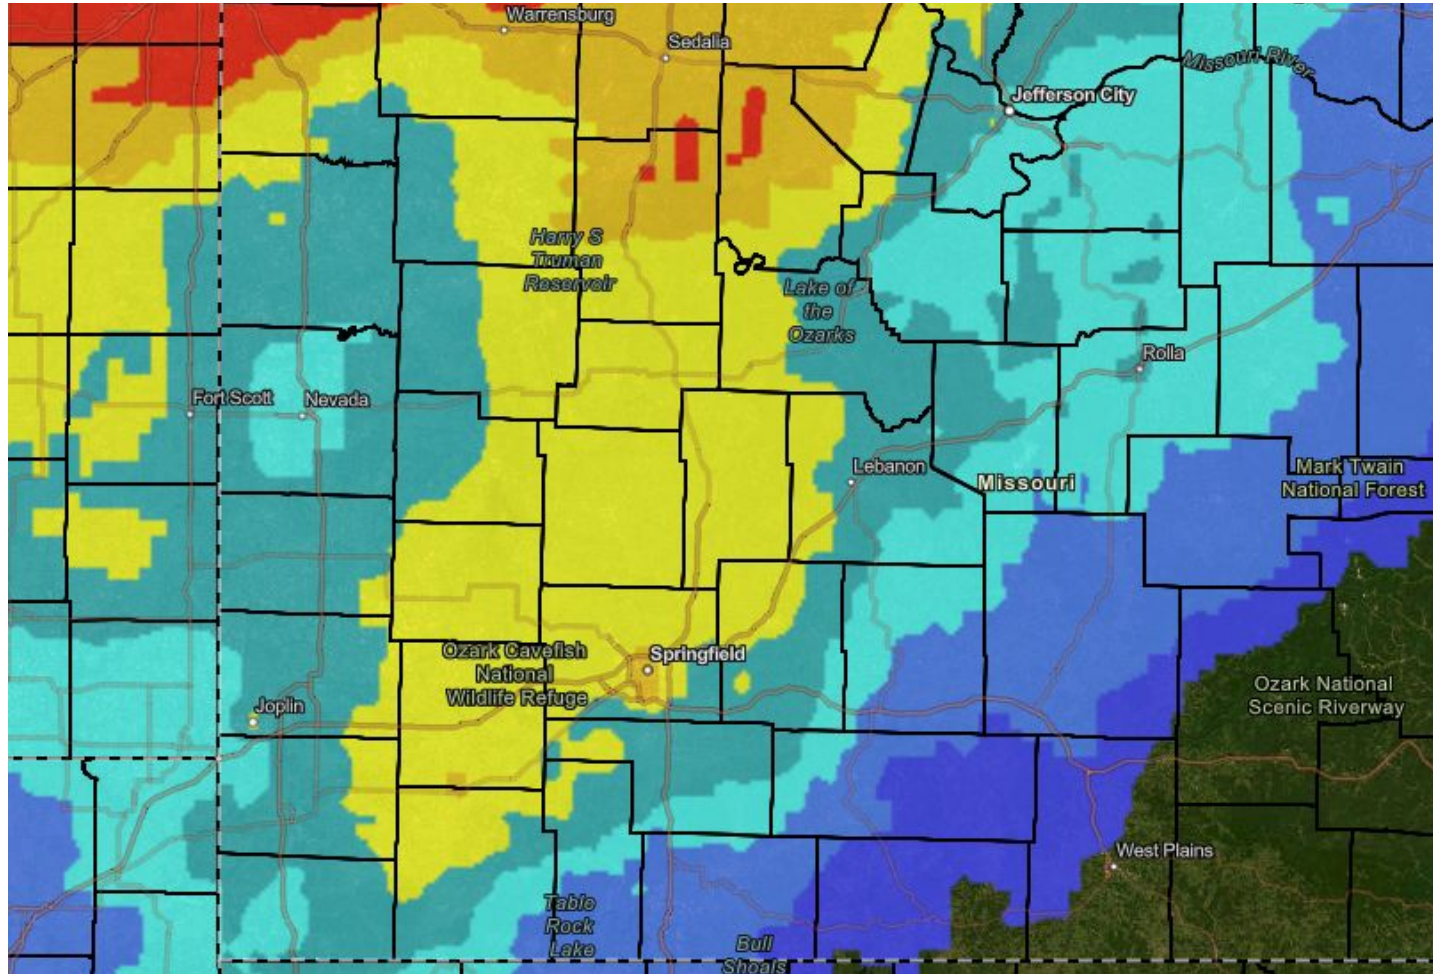 Warrensburg
Sedalia
Missouri River
Jefferson City
Harry S
Truman
Reservoir
Lake of
the
Ozarks
Rolla
Fort Scott
Nevada
Lebanon
Missouri
Mark Twain
National Forest
Ozark Cavefish
National
Wildlife Refuge
Springfield
Ozark National
Scenic Riverway
Joplin
West Plains
Table
Rock
Lake
Bull
Shoals